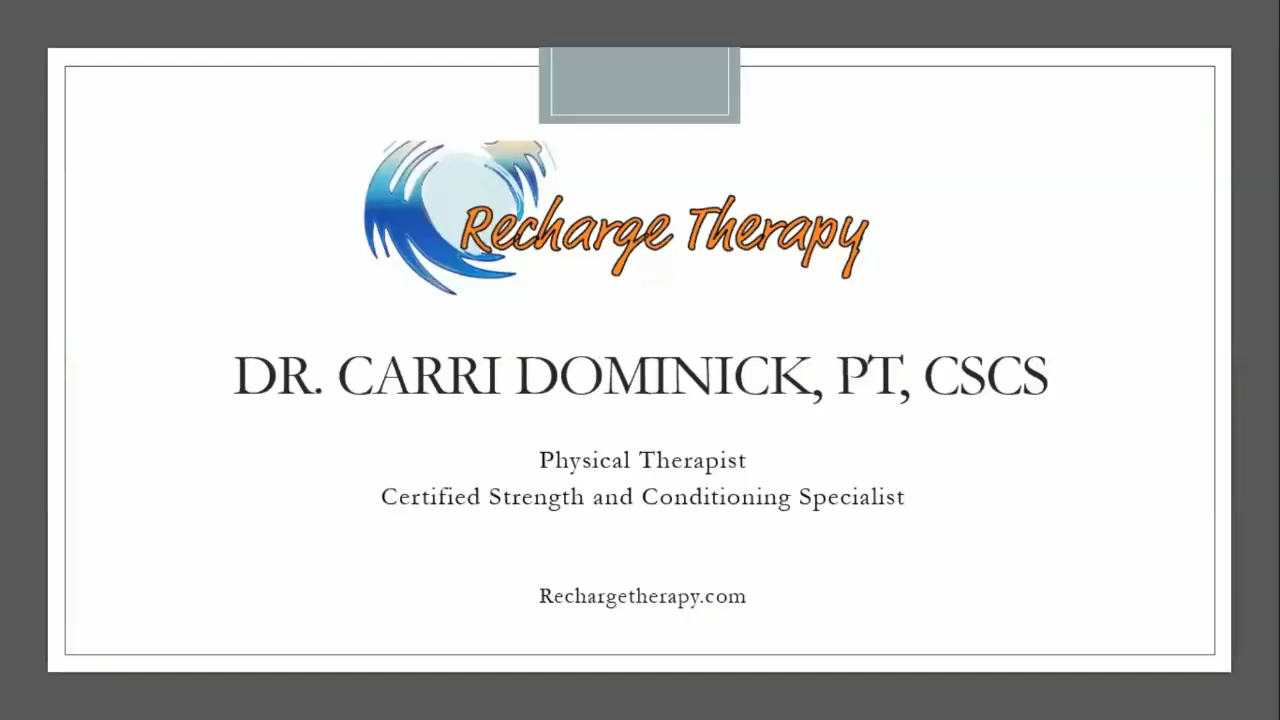 Recharge Therapy
DR. CARRI DOMINICK, PT, CSCS
Physical Therapist
Certified Strength and Conditioning Specialist
Rechargetherapy.com